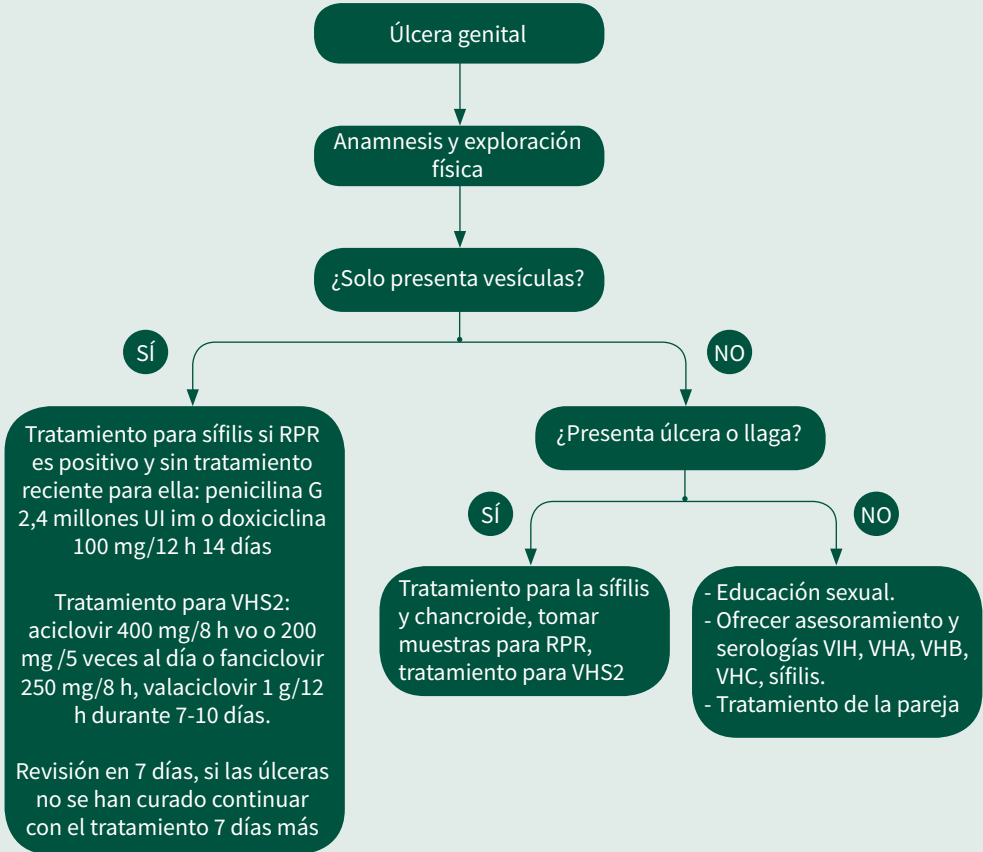 Úlcera genital
Anamnesis y exploración
física
¿Solo presenta vesículas?
SÍ
NO
Tratamiento para sífilis si RPR
es positivo y sin tratamiento
reciente para ella: penicilina G
2,4 millones UI im o doxiciclina
100 mg/12 h 14 días
Tratamiento para VHS2:
aciclovir 400 mg/8 h vo o 200
mg /5 veces al día o fanciclovir
250 mg/8 h, valaciclovir 1 g/12
h durante 7-10 días.
Revisión en 7 días, si las úlceras
no se han curado continuar
con el tratamiento 7 días más
¿Presenta úlcera o llaga?
SÍ
NO
Tratamiento para la sífilis
y chancroide, tomar
muestras para RPR,
tratamiento para VHS2
- Educación sexual.
- Ofrecer asesoramiento y
serologías VIH, VHA, VHB,
VHC, sífilis.
- Tratamiento de la pareja